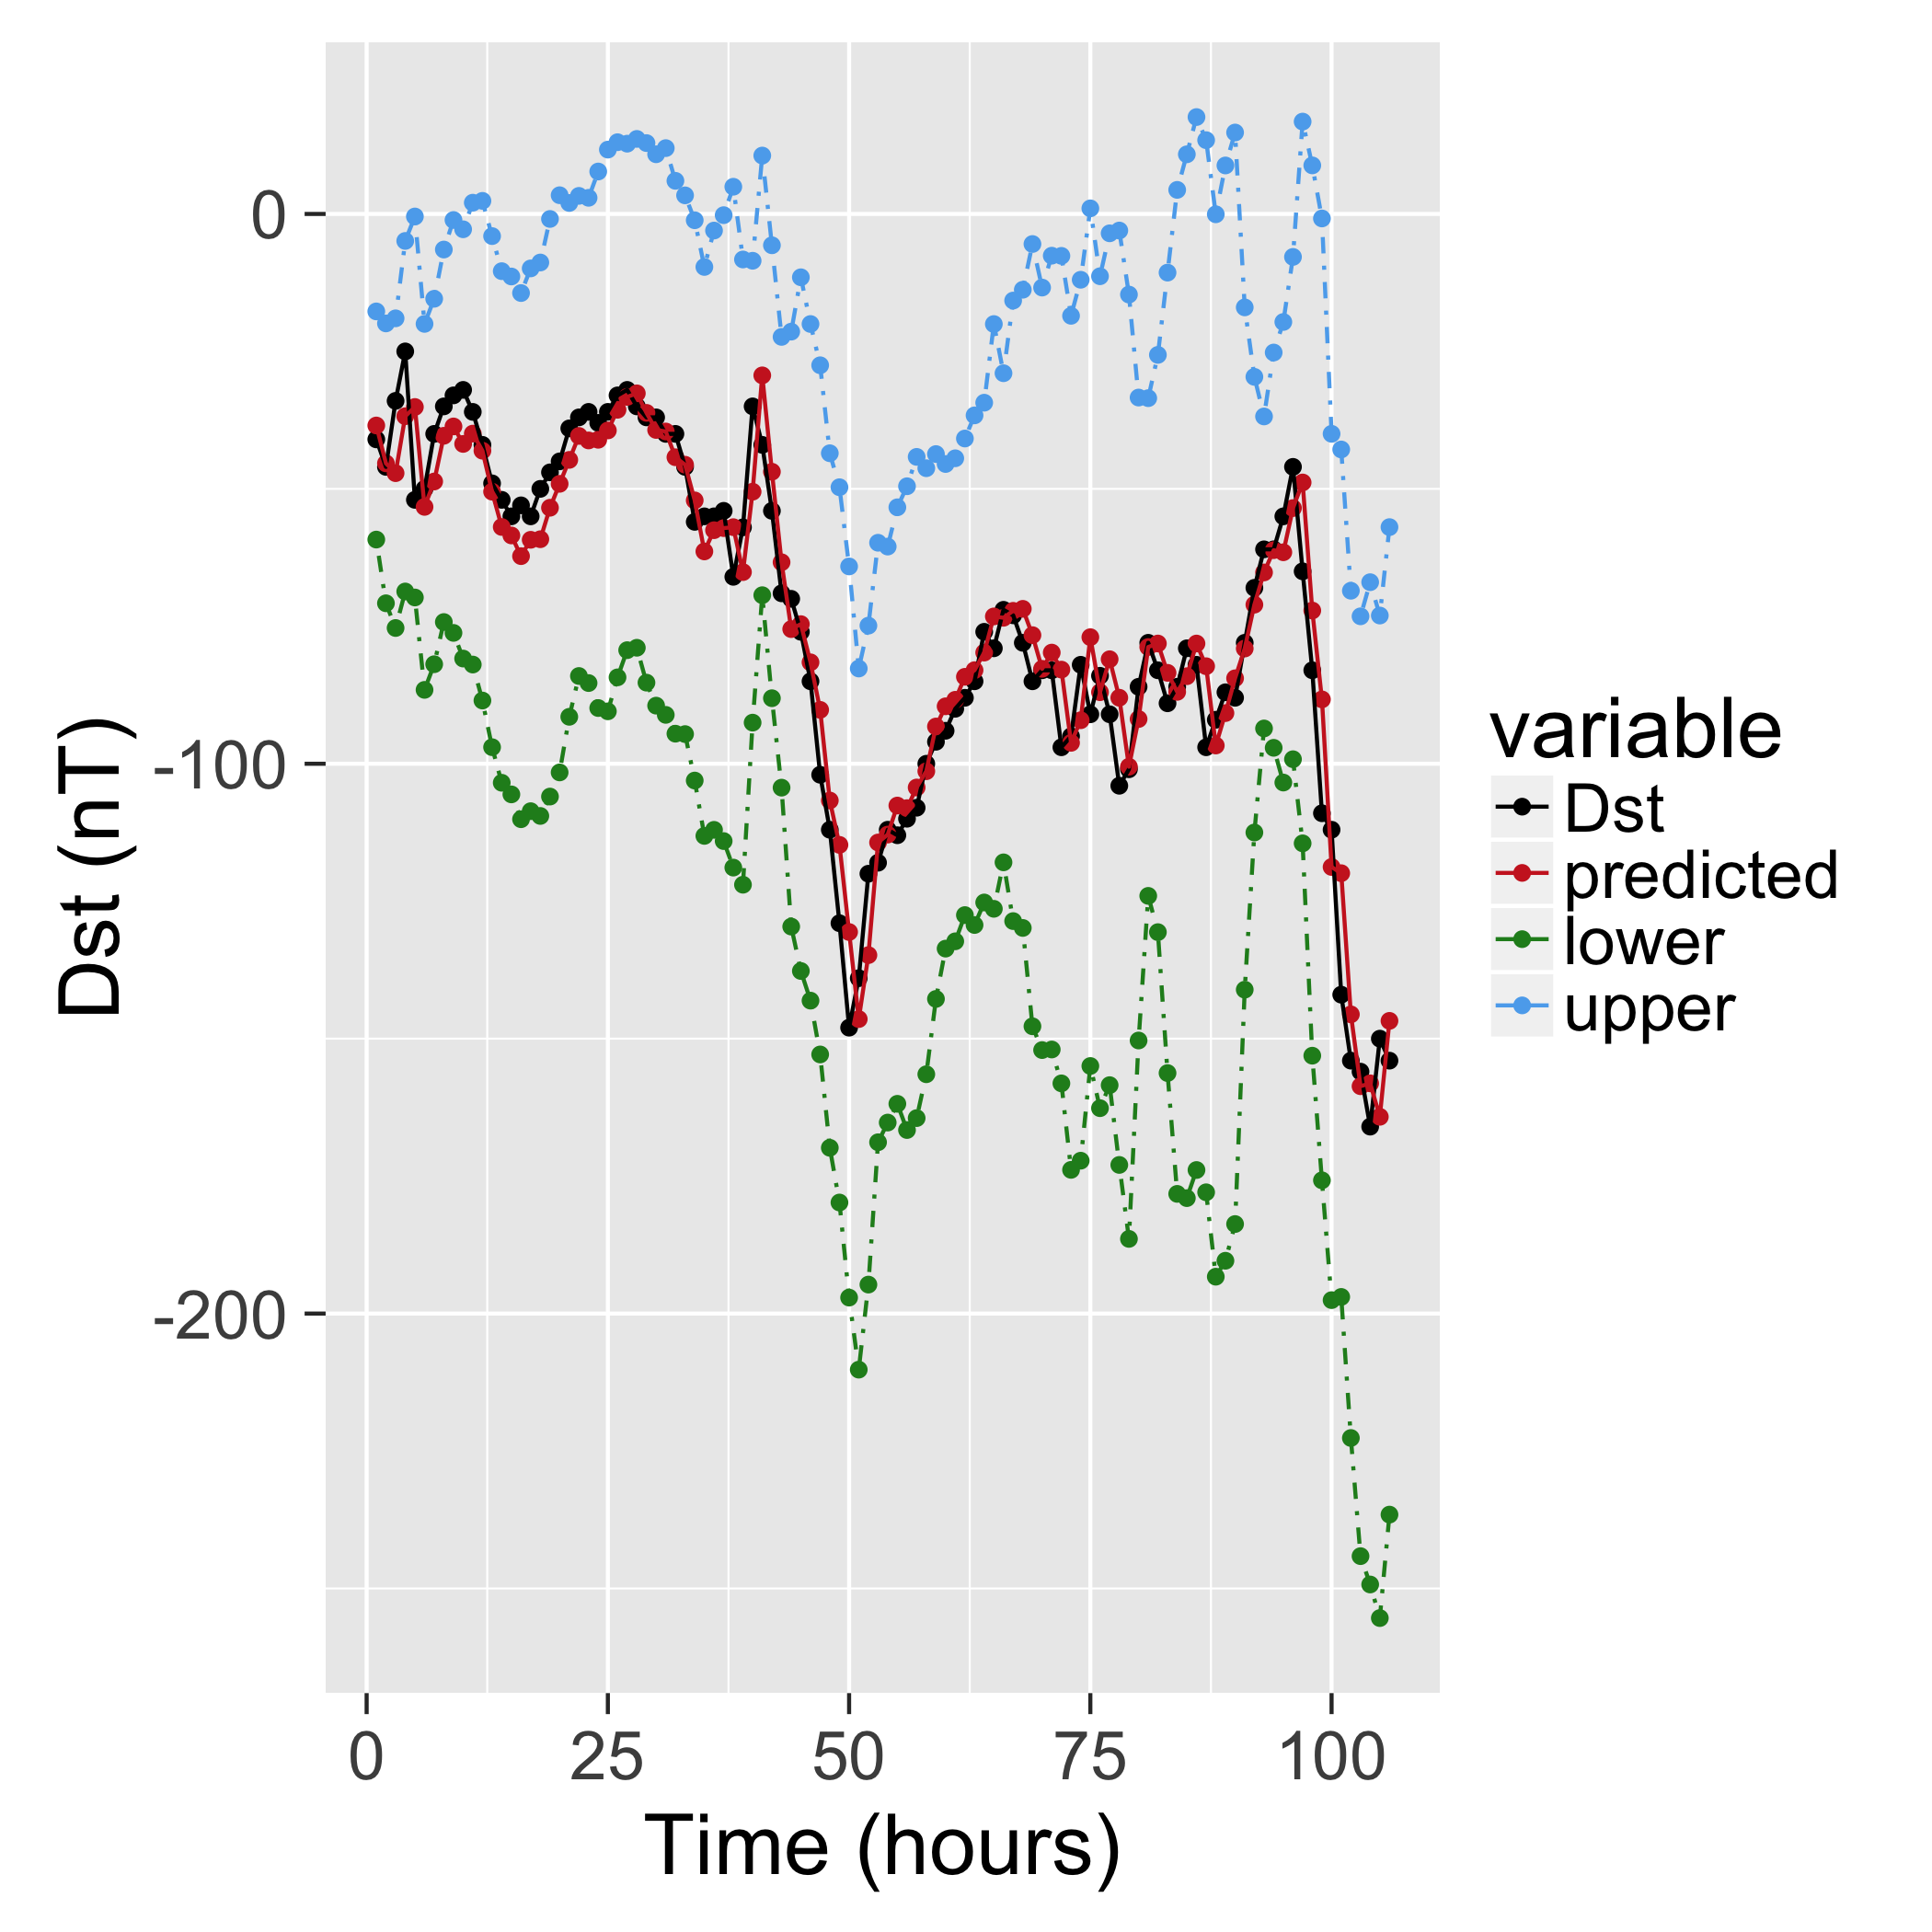 0
-100
-200
Dst (nT)
0 25 50 75 100
Time (hours)
variable
Dst
predicted
lower
upper